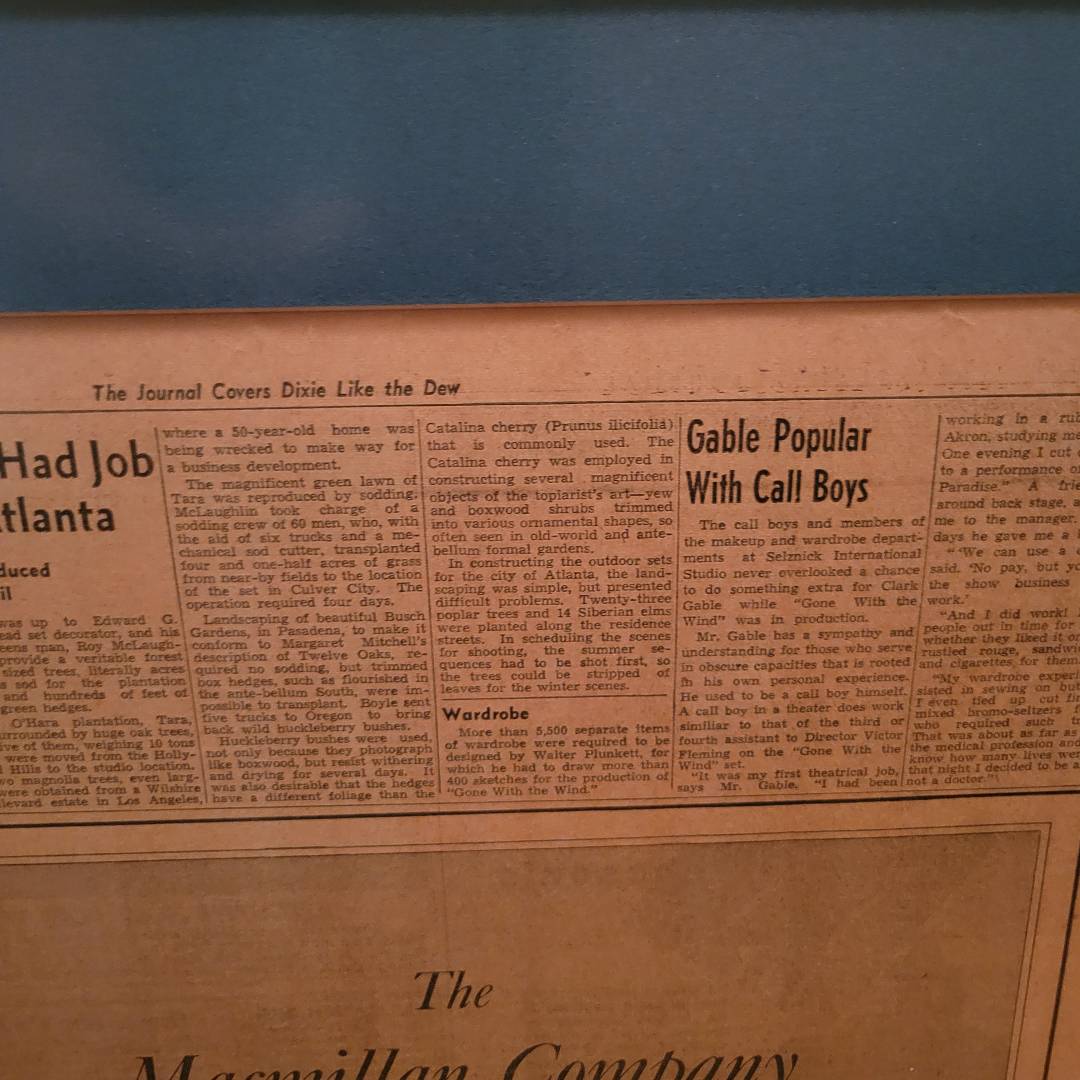 The Journal Covers Dixie Like the Dew
Had Job
tlanta
duced
il
was up to Edward G.
ead set decorator, and his
eens man, Roy McLaugh-
provide a veritable forest
sized trees, literally acres
s sod for the plantation
and hundreds of feet of
green hedges.
O'Hara plantation, Tara,
urrounded by huge oak trees,
ive of them, weighing 10 tons
were moved from the Holly-
Hills to the studio location.
wo magnolia trees, even larg-
were obtained from a Wilshire
levard estate in Los Angeles,
where a 50-year-old home was
being wrecked to make way for
a business development.
The magnificent green lawn of
Tara was reproduced by sodding.
McLaughlin took charge of a
sodding crew of 60 men, who, with
the aid of six trucks and a me-
chanical sod cutter, transplanted
four and one-half acres of grass
from near-by fields to the location
of the set in Culver City. The
operation required four days.
Landscaping of beautiful Busch
Gardens, in Pasadena, to make it
conform to Margaret Mitchell's
description of Twelve Oaks, re-
quired no sodding, but trimmed
box hedges, such as flourished in
the ante-bellum South, were im-
possible to transplant. Boyle sent
five trucks to Oregon to bring
back wild huckleberry bushes.
Huckleberry bushes were used,
not only because they photograph
like boxwood, but resist withering
and drying for several days. It
was also desirable that the hedges
have a different foliage than the
Catalina cherry (Prunus ilicifolia)
that is commonly used. The
Catalina cherry was employed in
constructing several magnificent
objects of the topiarist's art—yew
and boxwood shrubs trimmed
into various ornamental shapes, so
often seen in old-world and ante-
bellum formal gardens.
In constructing the outdoor sets
for the city of Atlanta, the land-
scaping was simple, but presented
difficult problems. Twenty-three
poplar trees and 14 Siberian elms
were planted along the residence
streets. In scheduling the scenes
for shooting, the summer se-
quences had to be shot first, so
the trees could be stripped of
leaves for the winter scenes.
Wardrobe
More than 5,500 separate items
of wardrobe were required to be
designed by Walter Plunkett, for
which he had to draw more than
400 sketches for the production of
"Gone With the Wind."
Gable Popular
With Call Boys
The call boys and members of
the makeup and wardrobe depart-
ments at Selznick International
Studio never overlooked a chance
to do something extra for Clark
Gable while "Gone With the
Wind" was in production.
Mr. Gable has a sympathy and
understanding for those who serve
in obscure capacities that is rooted
in his own personal experience.
He used to be a call boy himself.
A call boy in a theater does work
similiar to that of the third or
fourth assistant to Director Victor
Fleming on the "Gone With the
Wind" set.
"It was my first theatrical job,"
says Mr. Gable. "I had been
working in a rub
Akron, studying me
One evening I cut
to a performance of
Paradise." A frie
around back stage, a
me to the manager.
days he gave me a
"'We can use a
said. 'No pay, but yo
the show business
work.'
"And I did work!
people out in time for
whether they liked it or
rustled rouge, sandwi
and cigarettes for them
"My wardrobe experi
sisted in sewing on but
I even tied up cut fin
mixed bromo-seltzers
who required such tr
That was about as far as
the medical profession and
know how many lives wer
that night I decided to be a
not a doctor."
The
Macmillan Company